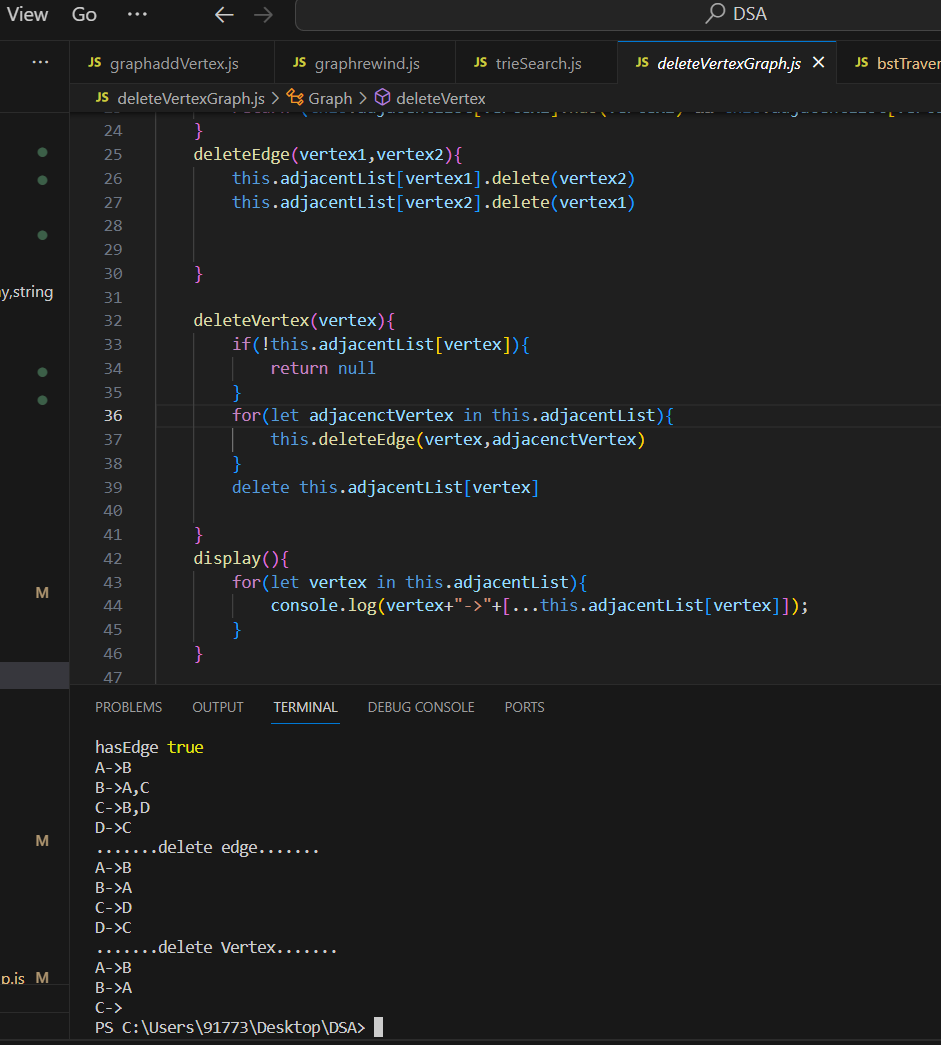 View Go ··· ← → DSA
··· JS graphaddVertex.js JS graphrewind.js JS trieSearch.js JS deleteVertexGraph.js × JS bstTraver
JS deleteVertexGraph.js > Graph > deleteVertex
24 }
25 deleteEdge(vertex1,vertex2){
26 this.adjacentList[vertex1].delete(vertex2)
27 this.adjacentList[vertex2].delete(vertex1)
28
29
30 }
y,string
31
32 deleteVertex(vertex){
33 if(!this.adjacentList[vertex]){
34 return null
35 }
36 for(let adjacenctVertex in this.adjacentList){
37 this.deleteEdge(vertex,adjacenctVertex)
38 }
39 delete this.adjacentList[vertex]
40
41 }
42 display(){
43 for(let vertex in this.adjacentList){
M
44 console.log(vertex+"->"+[...this.adjacentList[vertex]]);
45 }
46 }
47
PROBLEMS OUTPUT TERMINAL DEBUG CONSOLE PORTS
hasEdge true
A->B
B->A,C
C->B,D
D->C
M
.......delete edge.......
A->B
B->A
C->D
D->C
.......delete Vertex.......
A->B
p.js M
B->A
C->
PS C:\Users\91773\Desktop\DSA>